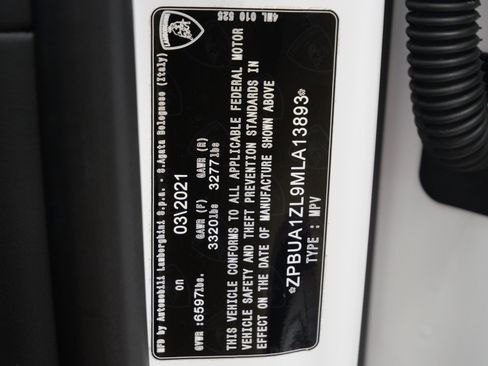 4ML 010 525
MFD by Automobili Lamborghini S.p.a. - S.Agata Bolognese (Italy)
on 03\2021
GAWR (F) GAWR (R)
GVWR :6597lbs. 3320lbs 3277lbs
THIS VEHICLE CONFORMS TO ALL APPLICABLE FEDERAL MOTOR
VEHICLE SAFETY AND THEFT PREVENTION STANDARDS IN
EFFECT ON THE DATE OF MANUFACTURE SHOWN ABOVE
*ZPBUA1ZL9MLA13893*
TYPE : MPV